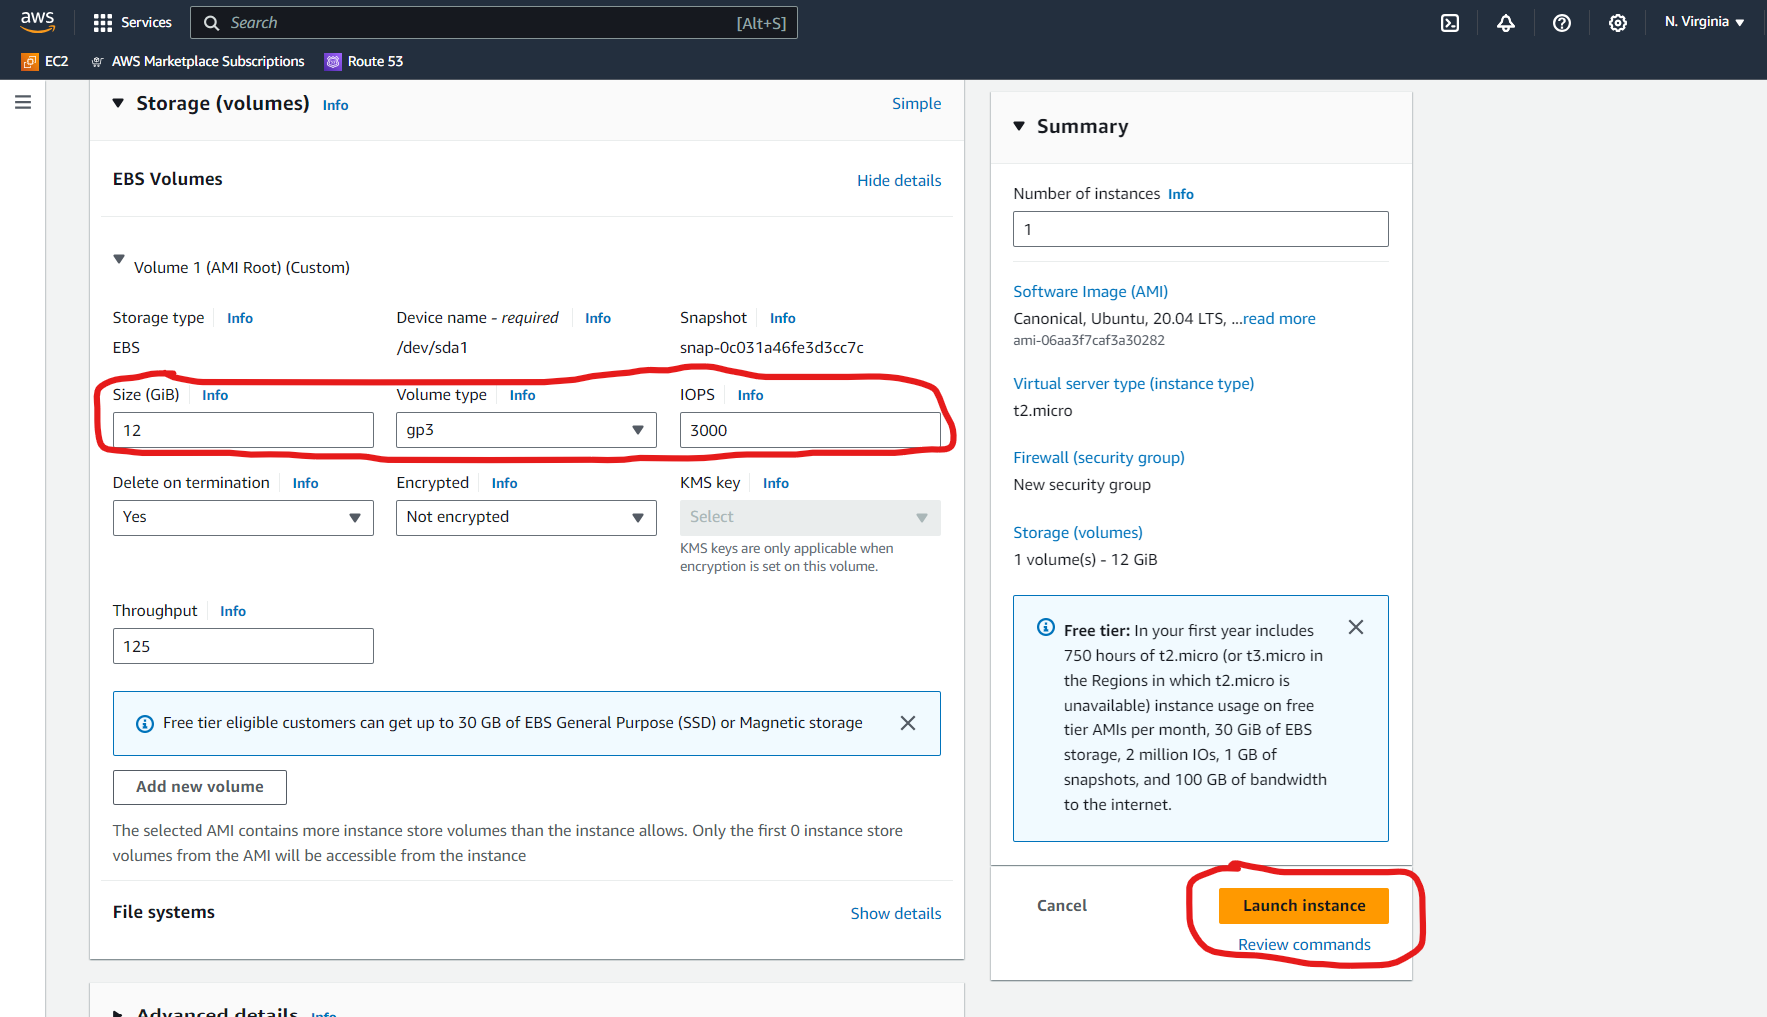 aws
Services
Search [Alt+S]
N. Virginia
EC2
AWS Marketplace Subscriptions
Route 53
Storage (volumes) Info
Simple
EBS Volumes
Hide details
Volume 1 (AMI Root) (Custom)
Storage type Info
Device name - required Info
Snapshot Info
EBS
/dev/sda1
snap-0c031a46fe3d3cc7c
Size (GiB) Info
Volume type Info
IOPS Info
12
gp3
3000
Delete on termination Info
Encrypted Info
KMS key Info
Yes
Not encrypted
Select
KMS keys are only applicable when
encryption is set on this volume.
Throughput Info
125
Free tier eligible customers can get up to 30 GB of EBS General Purpose (SSD) or Magnetic storage
Add new volume
The selected AMI contains more instance store volumes than the instance allows. Only the first 0 instance store
volumes from the AMI will be accessible from the instance
File systems
Show details
Advanced details Info
Summary
Number of instances Info
1
Software Image (AMI)
Canonical, Ubuntu, 20.04 LTS, ...read more
ami-06aa3f7caf3a30282
Virtual server type (instance type)
t2.micro
Firewall (security group)
New security group
Storage (volumes)
1 volume(s) - 12 GiB
Free tier: In your first year includes
750 hours of t2.micro (or t3.micro in
the Regions in which t2.micro is
unavailable) instance usage on free
tier AMIs per month, 30 GiB of EBS
storage, 2 million IOs, 1 GB of
snapshots, and 100 GB of bandwidth
to the internet.
Cancel
Launch instance
Review commands